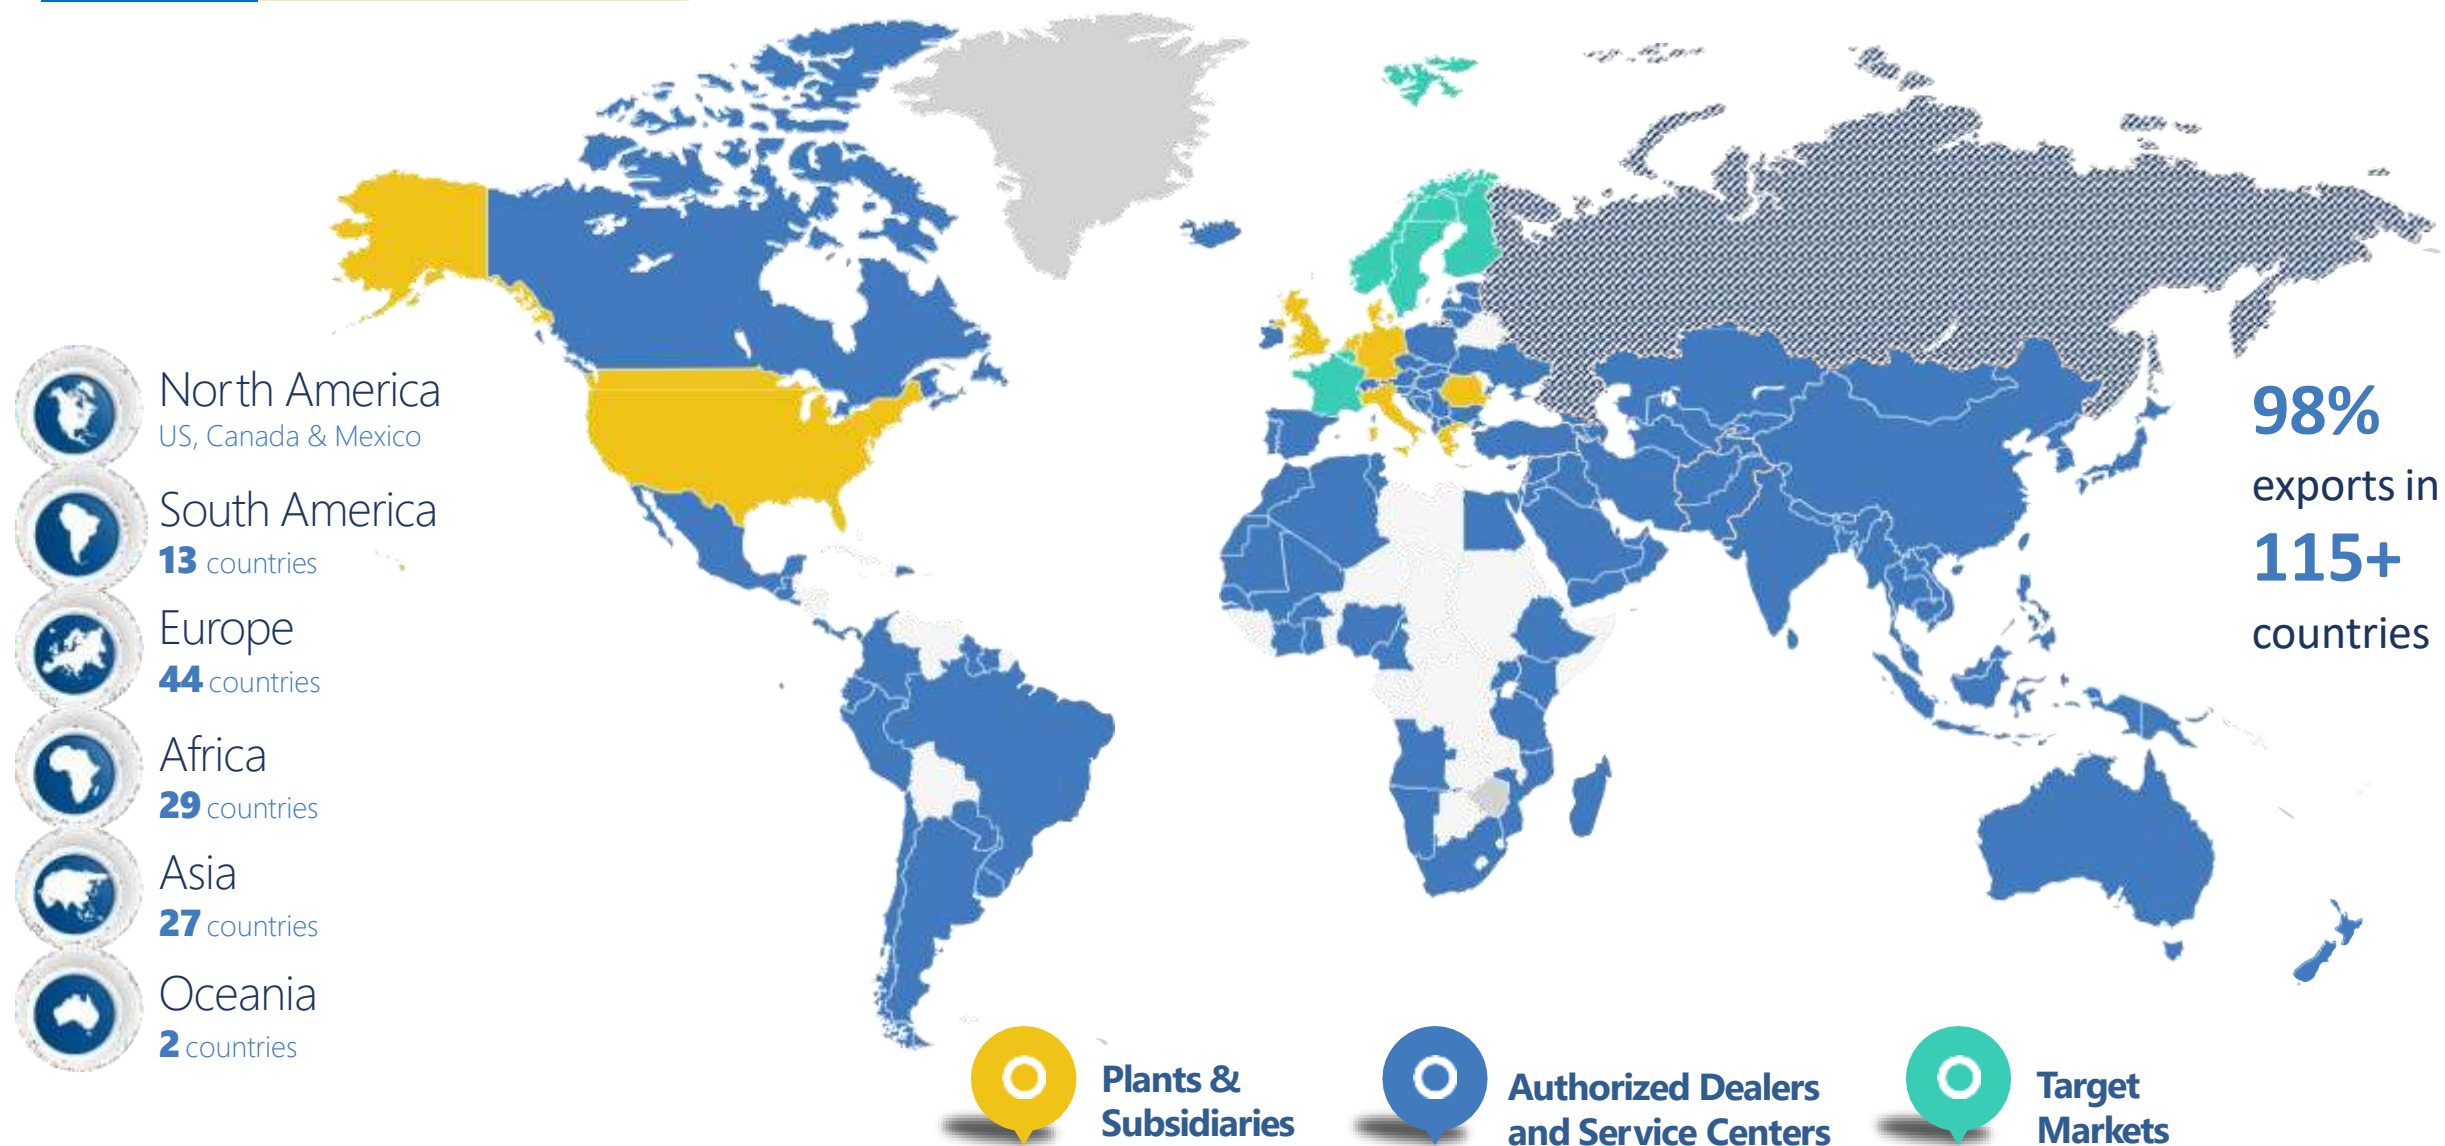 North America
US, Canada & Mexico
South America
13 countries
Europe
44 countries
Africa
29 countries
Asia
27 countries
Oceania
2 countries
98%
exports in
115+
countries
Plants &
Subsidiaries
Authorized Dealers
and Service Centers
Target
Markets